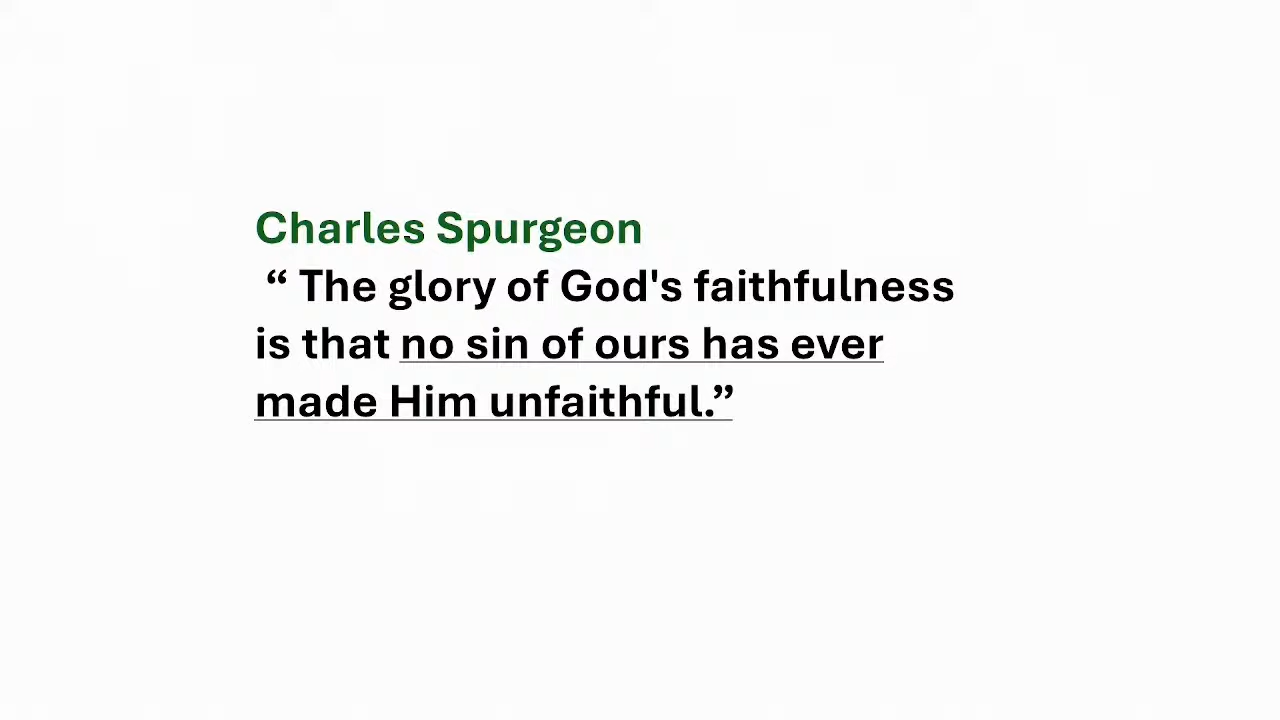 Charles Spurgeon
“ The glory of God's faithfulness
is that no sin of ours has ever
made Him unfaithful.”